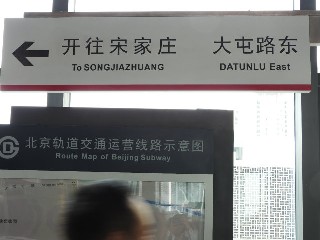 开往宋家庄 大屯路东
To SONGJIAZHUANG DATUNLU East
北京轨道交通运营线路示意图
Route Map of Beijing Subway